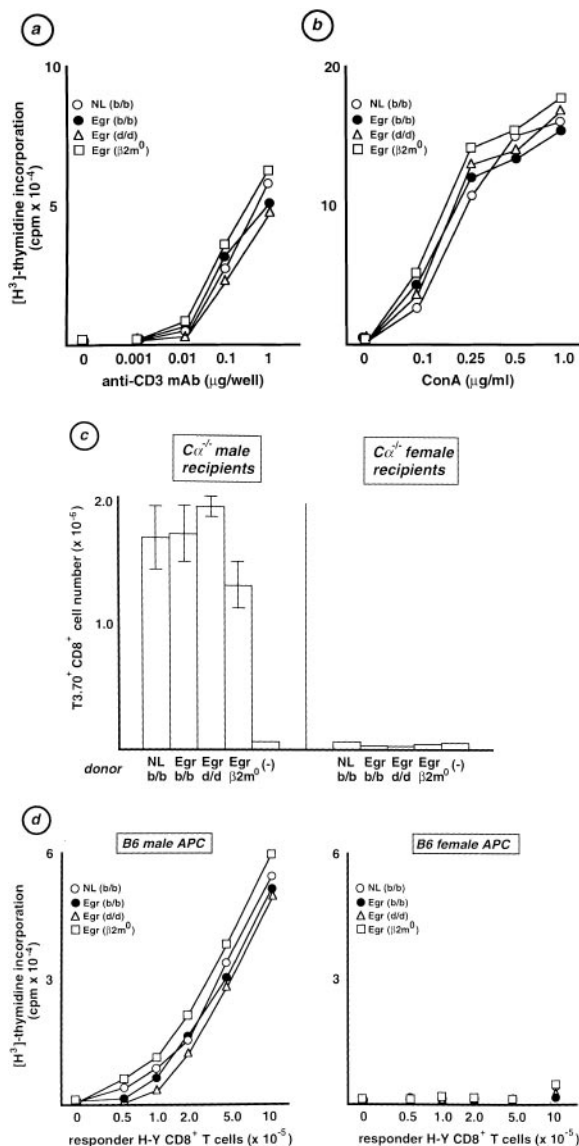 a
10
5
0
[H³]-thymidine incorporation
(cpm x 10⁻⁴)
NL (b/b)
Egr (b/b)
Egr (d/d)
Egr (β2m⁰)
0 0.001 0.01 0.1 1
anti-CD3 mAb (μg/well)
b
20
10
0
NL (b/b)
Egr (b/b)
Egr (d/d)
Egr (β2m⁰)
0 0.1 0.25 0.5 1.0
ConA (μg/ml)
c
Cα⁻/⁻ male
recipients
Cα⁻/⁻ female
recipients
2.0
1.0
T3.70⁺ CD8⁺ cell number (x 10⁻⁶)
donor
NL b/b
Egr b/b
Egr d/d
Egr β2m⁰
(-)
NL b/b
Egr b/b
Egr d/d
Egr β2m⁰
(-)
d
B6 male APC
6
3
[H³]-thymidine incorporation
(cpm x 10⁻⁴)
NL (b/b)
Egr (b/b)
Egr (d/d)
Egr (β2m⁰)
0 0.5 1.0 2.0 5.0 10
responder H-Y CD8⁺ T cells (x 10⁻⁵)
B6 female APC
6
3
NL (b/b)
Egr (b/b)
Egr (d/d)
Egr (β2m⁰)
0 0.5 1.0 2.0 5.0 10
responder H-Y CD8⁺ T cells (x 10⁻⁵)